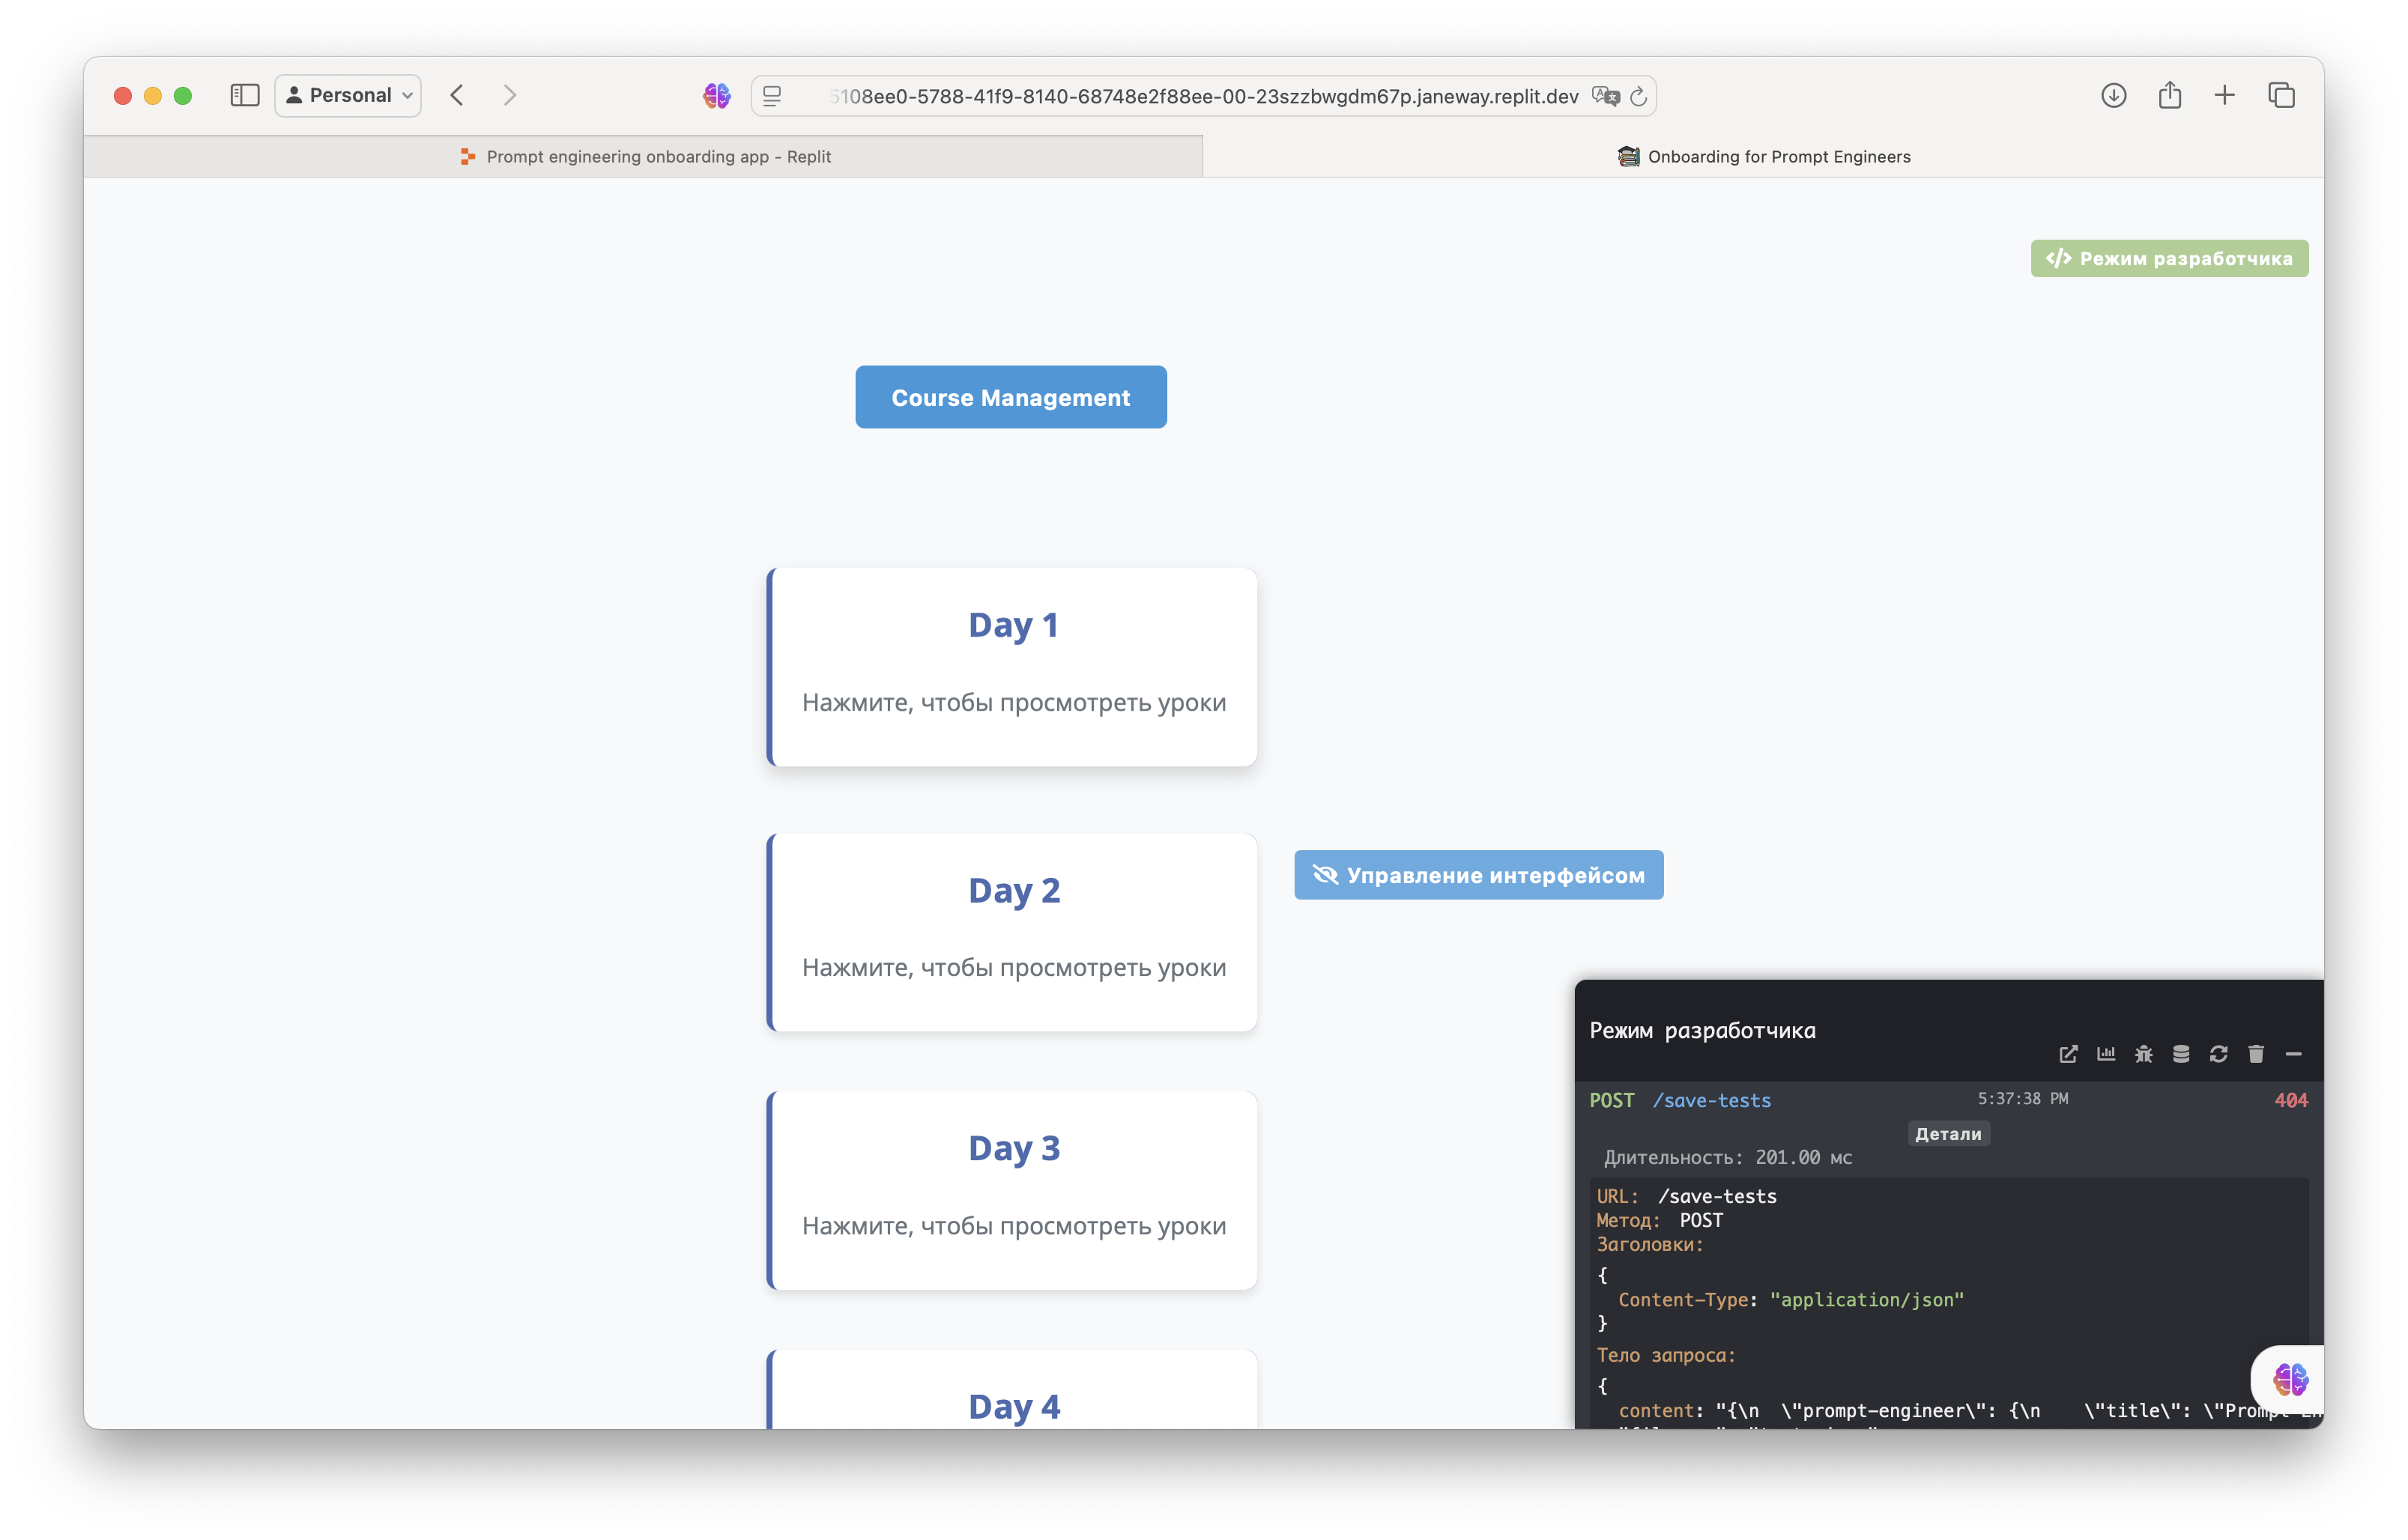 Personal
5108ee0-5788-41f9-8140-68748e2f88ee-00-23szzbwgdm67p.janeway.replit.dev
Prompt engineering onboarding app - Replit
Onboarding for Prompt Engineers
</> Режим разработчика
Course Management
Day 1
Нажмите, чтобы просмотреть уроки
Day 2
Нажмите, чтобы просмотреть уроки
Управление интерфейсом
Day 3
Нажмите, чтобы просмотреть уроки
Day 4
Режим разработчика
POST /save-tests 5:37:38 PM 404
Детали
Длительность: 201.00 мс
URL: /save-tests
Метод: POST
Заголовки:
{
Content-Type: "application/json"
}
Тело запроса:
{
content: "{\n  \"prompt-engineer\": {\n    \"title\": \"Prompt